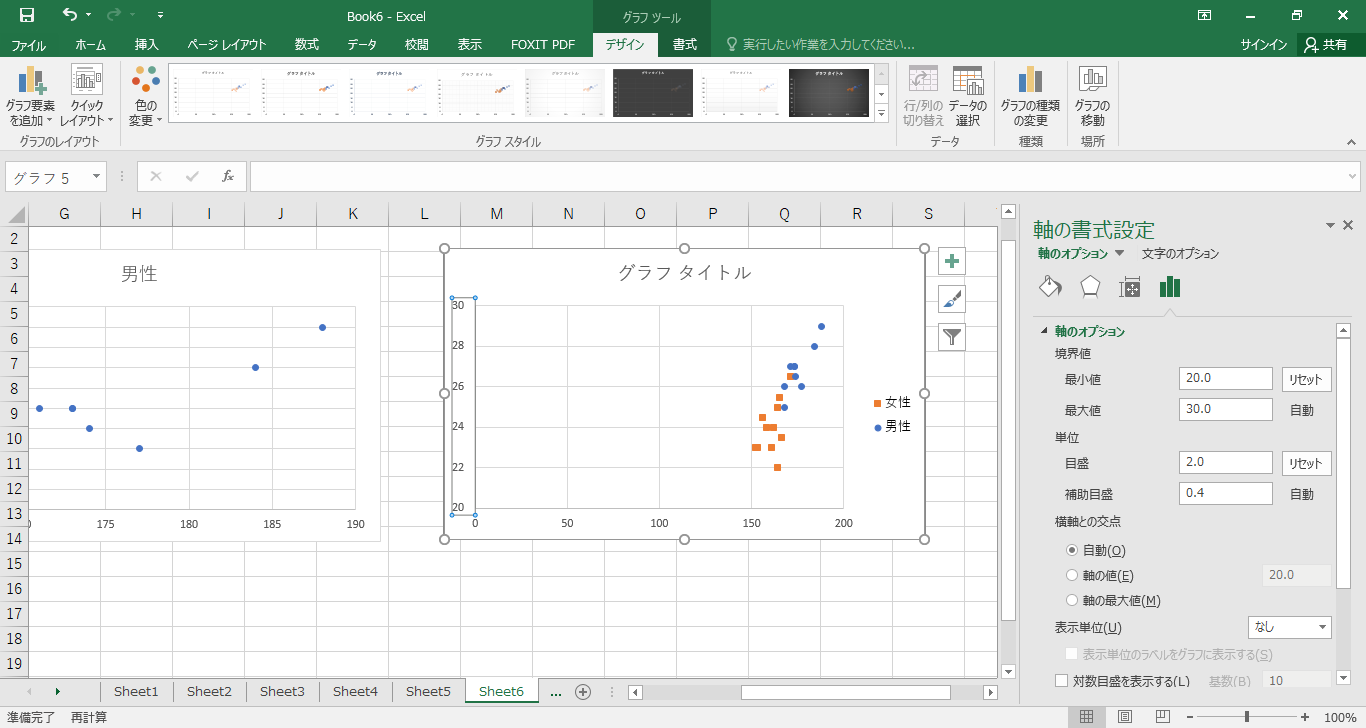 Book6 - Excel
グラフ ツール
ファイル ホーム 挿入 ページ レイアウト 数式 データ 校閲 表示 FOXIT PDF デザイン 書式 実行したい作業を入力してください... サインイン 共有
グラフ要素を追加
クイックレイアウト
色の変更
行/列の切り替え
データの選択
グラフの種類の変更
グラフの移動
グラフのレイアウト グラフ スタイル データ 種類 場所
グラフ 5
fx
G H I J K L M N O P Q R S
2
3
4
5
6
7
8
9
10
11
12
13
14
15
16
17
18
19
男性
175 180 185 190
グラフ タイトル
30
28
26
24
22
20
0 50 100 150 200
女性
男性
軸の書式設定
軸のオプション 文字のオプション
軸のオプション
境界値
最小値 20.0 リセット
最大値 30.0 自動
単位
目盛 2.0 リセット
補助目盛 0.4 自動
横軸との交点
自動(O)
軸の値(E) 20.0
軸の最大値(M)
表示単位(U) なし
表示単位のラベルをグラフに表示する(S)
対数目盛を表示する(L) 基数(B) 10
Sheet1 Sheet2 Sheet3 Sheet4 Sheet5 Sheet6 ...
準備完了 再計算 100%